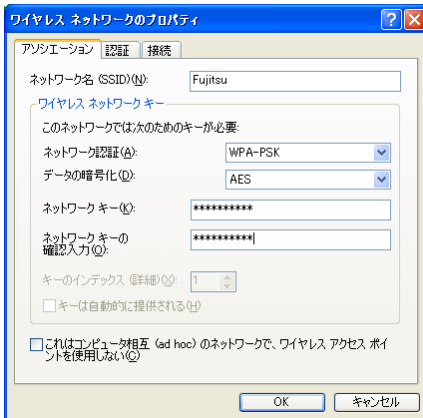 ワイヤレス ネットワークのプロパティ
アソシエーション 認証 接続
ネットワーク名 (SSID)(N): Fujitsu
ワイヤレス ネットワーク キー
このネットワークでは次のためのキーが必要:
ネットワーク認証(A): WPA-PSK
データの暗号化(D): AES
ネットワーク キー(K): **********
ネットワーク キーの
確認入力(O): **********
キーのインデックス (詳細)(X): 1
キーは自動的に提供される(H)
これはコンピュータ相互 (ad hoc) のネットワークで、ワイヤレス アクセス ポイ
ントを使用しない(C)
OK キャンセル